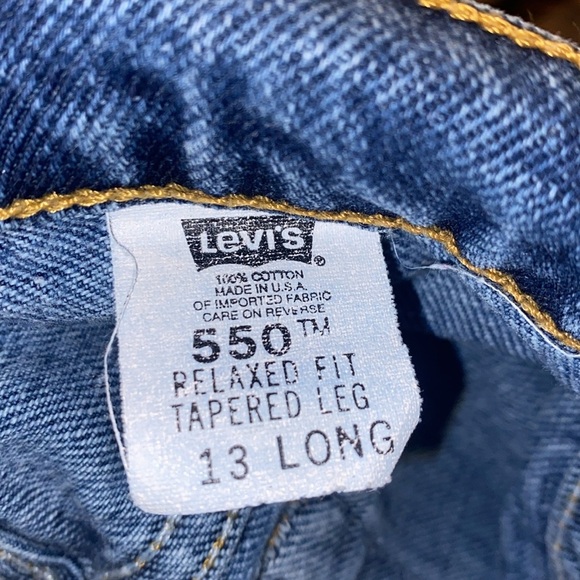 Levi's®
100% COTTON
MADE IN U.S.A.
OF IMPORTED FABRIC
CARE ON REVERSE
550™
RELAXED FIT
TAPERED LEG
13 LONG